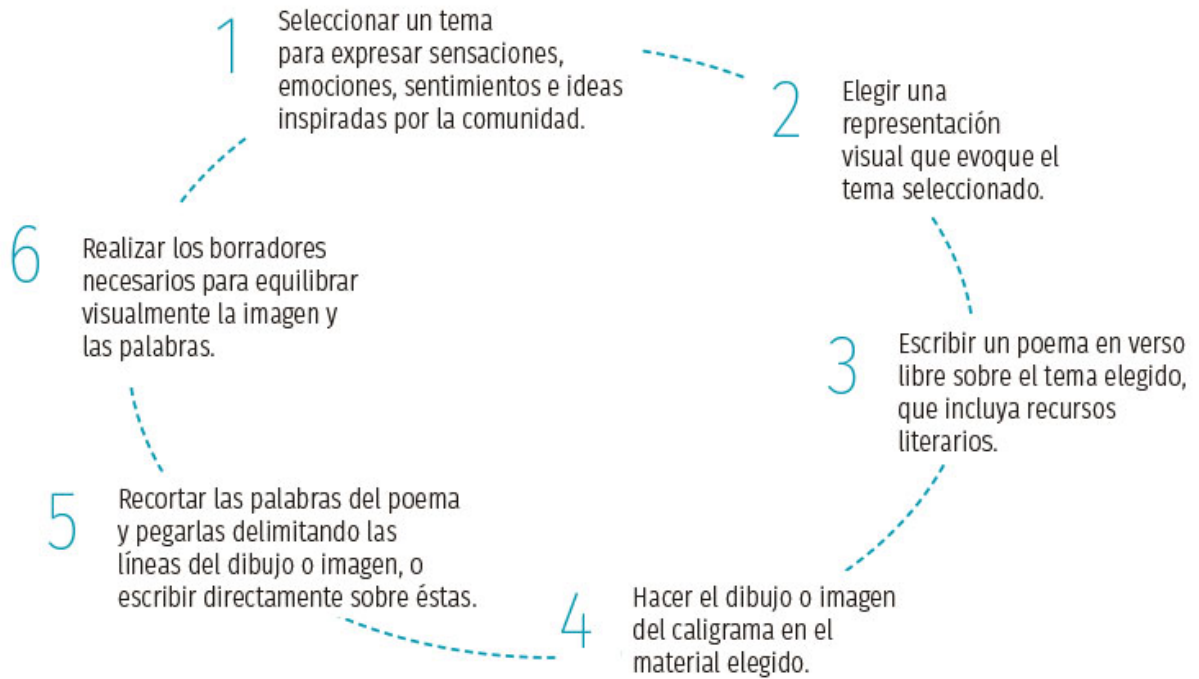 1
Seleccionar un tema
para expresar sensaciones,
emociones, sentimientos e ideas
inspiradas por la comunidad.
2
Elegir una
representación
visual que evoque el
tema seleccionado.
3
Escribir un poema en verso
libre sobre el tema elegido,
que incluya recursos
literarios.
4
Hacer el dibujo o imagen
del caligrama en el
material elegido.
5
Recortar las palabras del poema
y pegarlas delimitando las
líneas del dibujo o imagen, o
escribir directamente sobre éstas.
6
Realizar los borradores
necesarios para equilibrar
visualmente la imagen y
las palabras.